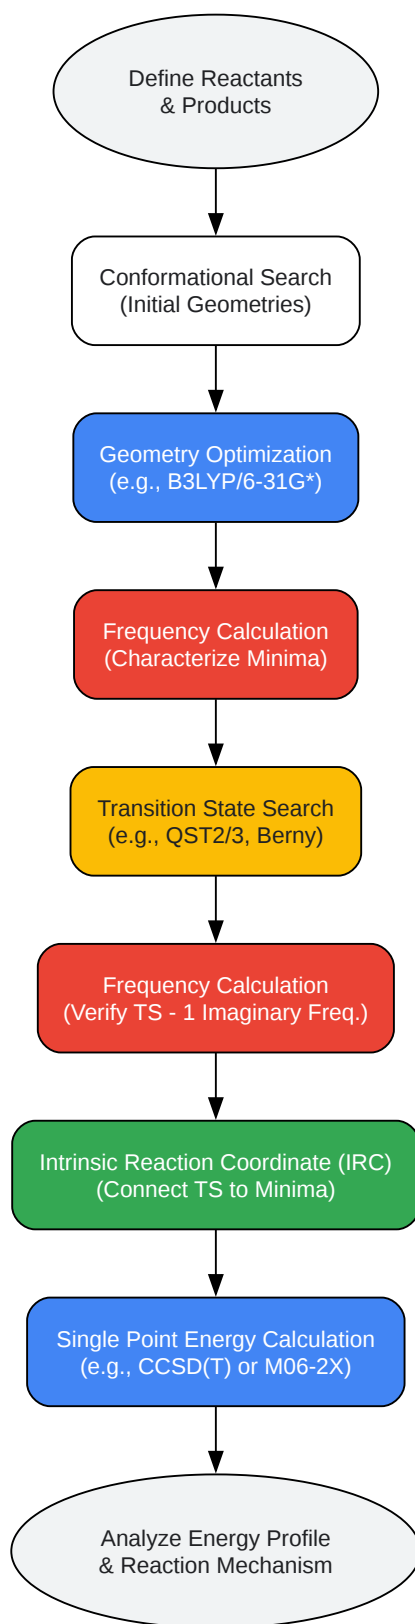 Define Reactants
& Products
Conformational Search
(Initial Geometries)
Geometry Optimization
(e.g., B3LYP/6-31G*)
Frequency Calculation
(Characterize Minima)
Transition State Search
(e.g., QST2/3, Berny)
Frequency Calculation
(Verify TS - 1 Imaginary Freq.)
Intrinsic Reaction Coordinate (IRC)
(Connect TS to Minima)
Single Point Energy Calculation
(e.g., CCSD(T) or M06-2X)
Analyze Energy Profile
& Reaction Mechanism